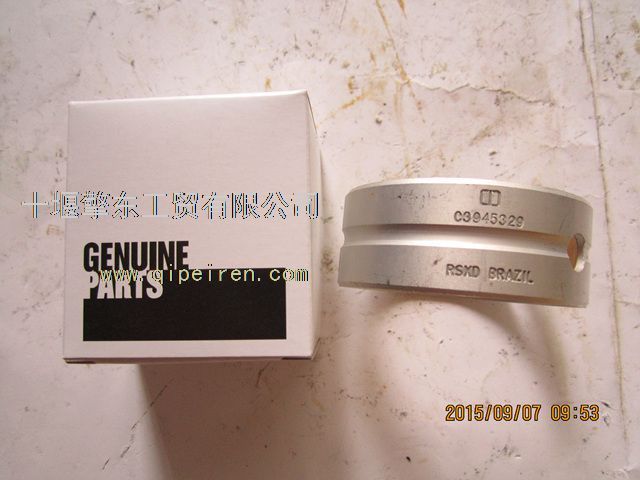 十堰擎东工贸有限公司
GENUINE
PARTS
www.qipeiren.com
C3945329
RSXD BRAZIL
2015/09/07 09:53